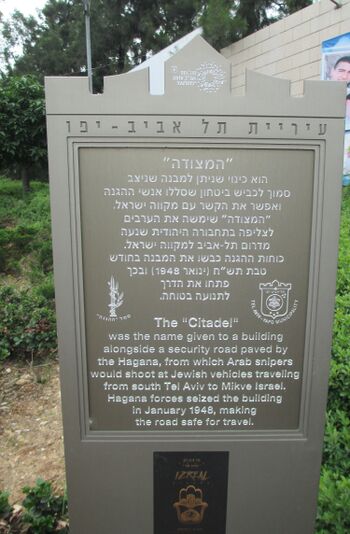 עיריית תל אביב-יפו
"המצודה"
הוא כינוי שניתן למבנה שניצב
סמוך לכביש ביטחון שסללו אנשי ההגנה
ואפשר את הקשר עם מקווה ישראל.
"המצודה" שימשה את הערבים
לצליפה בתחבורה היהודית שנעה
מדרום תל-אביב למקווה ישראל.
כוחות ההגנה כבשו את המבנה בחודש
טבת תש"ח (ינואר 1948) ובכך
פתחו את הדרך
לתנועה בטוחה.
TEL AVIV-YAFO MUNICIPALITY
The "Citadel"
was the name given to a building
alongside a security road paved by
the Hagana, from which Arab snipers
would shoot at Jewish vehicles traveling
from south Tel Aviv to Mikve Israel.
Hagana forces seized the building
in January 1948, making
the road safe for travel.
IZREAL